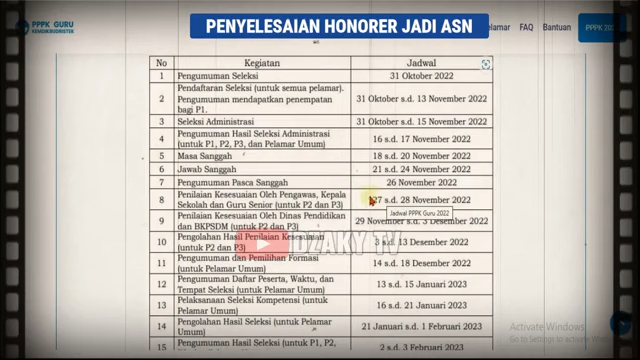 PPPK GURU
KEMDIKBUDRISTEK
PENYELESAIAN HONORER JADI ASN
elamar FAQ Bantuan PPPK 202
No Kegiatan Jadwal
1 Pengumuman Seleksi 31 Oktober 2022
2 Pendaftaran Seleksi (untuk semua pelamar).
Pengumuman mendapatkan penempatan
bagi P1. 31 Oktober s.d. 13 November 2022
3 Seleksi Administrasi 31 Oktober s.d. 15 November 2022
4 Pengumuman Hasil Seleksi Administrasi
(untuk P1, P2, P3, dan Pelamar Umum) 16 s.d. 17 November 2022
5 Masa Sanggah 18 s.d. 20 November 2022
6 Jawab Sanggah 21 s.d. 24 November 2022
7 Pengumuman Pasca Sanggah 26 November 2022
8 Penilaian Kesesuaian Oleh Pengawas, Kepala
Sekolah dan Guru Senior (untuk P2 dan P3) 27 s.d. 28 November 2022
Jadwal PPPK Guru 2022
9 Penilaian Kesesuaian Oleh Dinas Pendidikan
dan BKPSDM (untuk P2 dan P3) 29 November s.d. 3 Desember 2022
DZAKY TV
10 Pengolahan Hasil Penilaian Kesesuaian
(untuk P2 dan P3) 3 s.d. 13 Desember 2022
11 Pengumuman dan Pemilihan Formasi
(untuk Pelamar Umum) 14 s.d. 18 Desember 2022
12 Pengumuman Daftar Peserta, Waktu, dan
Tempat Seleksi (untuk Pelamar Umum) 13 s.d. 15 Januari 2023
13 Pelaksanaan Seleksi Kompetensi (untuk
Pelamar Umum) 16 s.d. 21 Januari 2023
14 Pengolahan Hasil Seleksi (untuk Pelamar
Umum) 21 Januari s.d. 1 Februari 2023
15 Pengumuman Hasil Seleksi (untuk P1, P2, 2 s.d. 3 Februari 2023
Activate Windows
Go to Settings to activate Windows